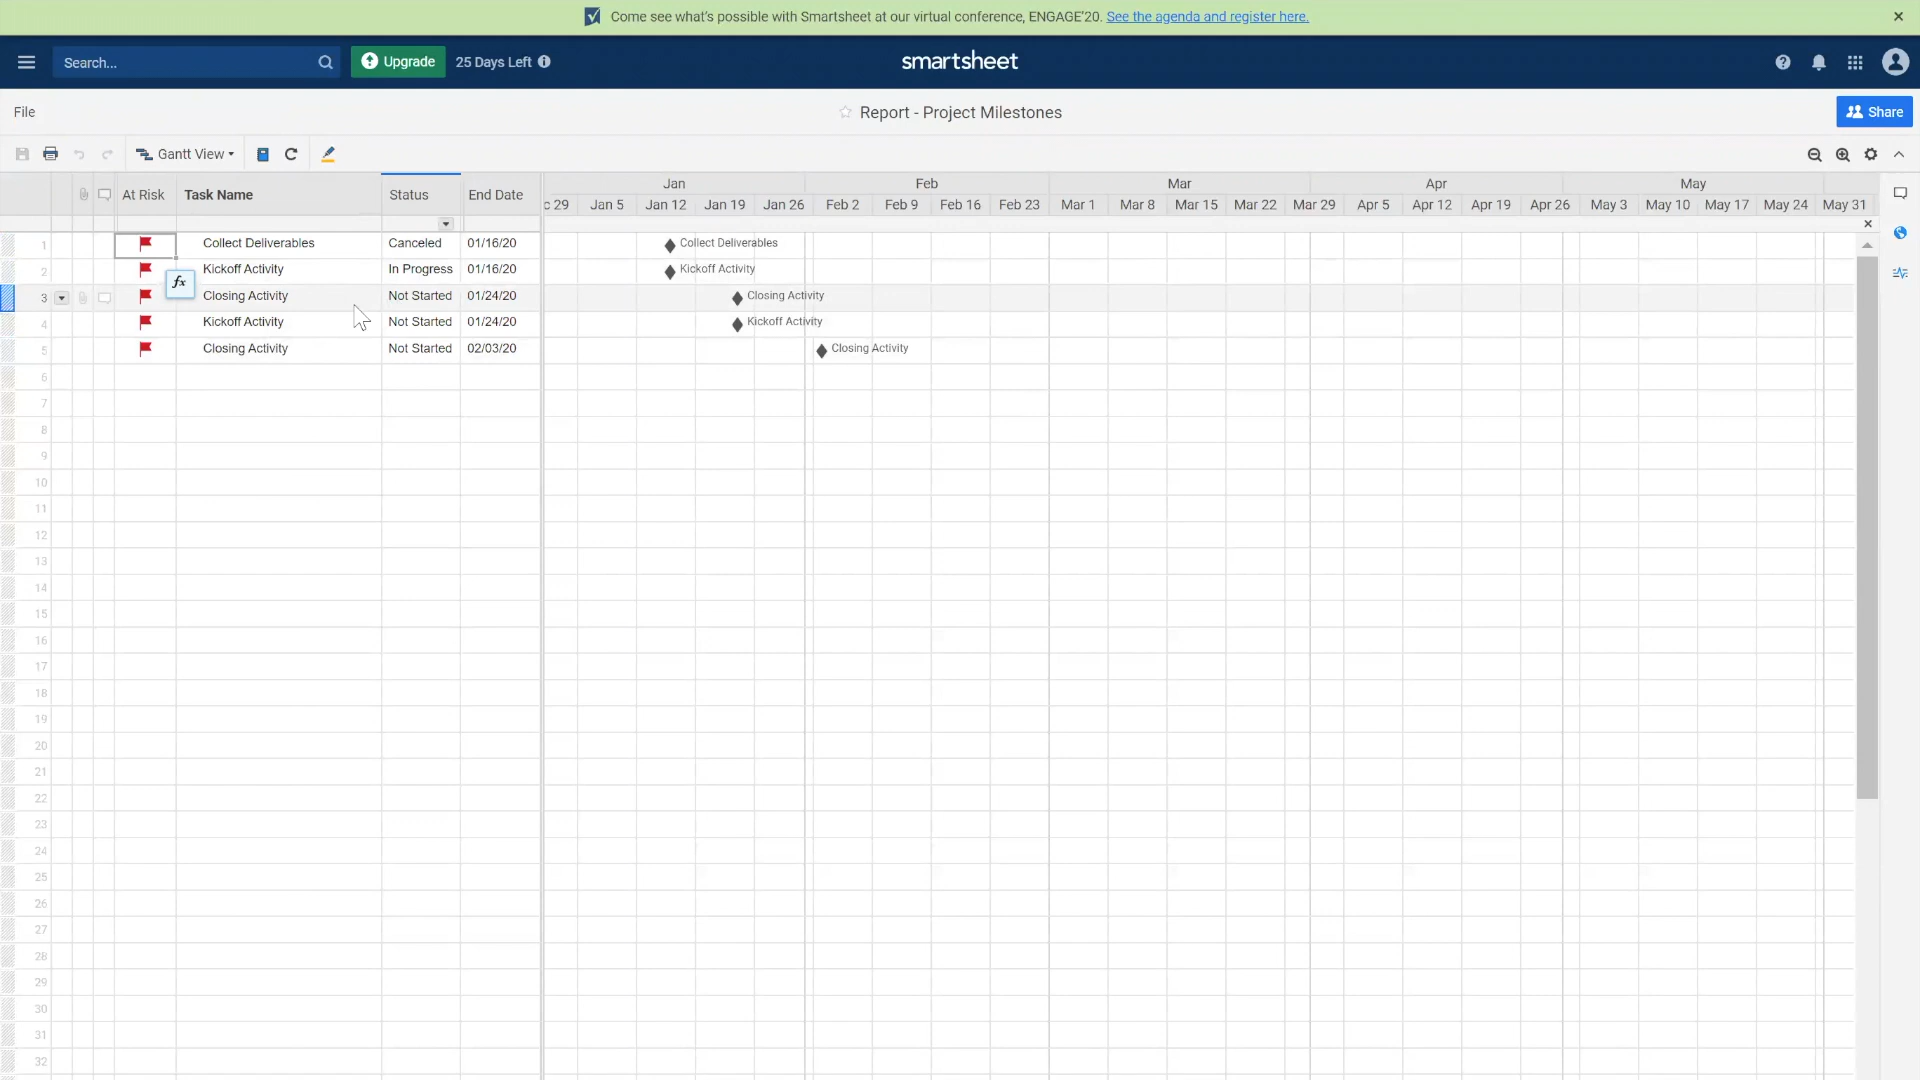 Come see what's possible with Smartsheet at our virtual conference, ENGAGE'20. See the agenda and register here.
Search... Upgrade 25 Days Left smartsheet
File Report - Project Milestones Share
Gantt View
At Risk Task Name Status End Date
Jan Feb Mar Apr May
c 29 Jan 5 Jan 12 Jan 19 Jan 26 Feb 2 Feb 9 Feb 16 Feb 23 Mar 1 Mar 8 Mar 15 Mar 22 Mar 29 Apr 5 Apr 12 Apr 19 Apr 26 May 3 May 10 May 17 May 24 May 31
1 Collect Deliverables Canceled 01/16/20 Collect Deliverables
2 Kickoff Activity In Progress 01/16/20 Kickoff Activity
fx
3 Closing Activity Not Started 01/24/20 Closing Activity
4 Kickoff Activity Not Started 01/24/20 Kickoff Activity
5 Closing Activity Not Started 02/03/20 Closing Activity
6
7
8
9
10
11
12
13
14
15
16
17
18
19
20
21
22
23
24
25
26
27
28
29
30
31
32